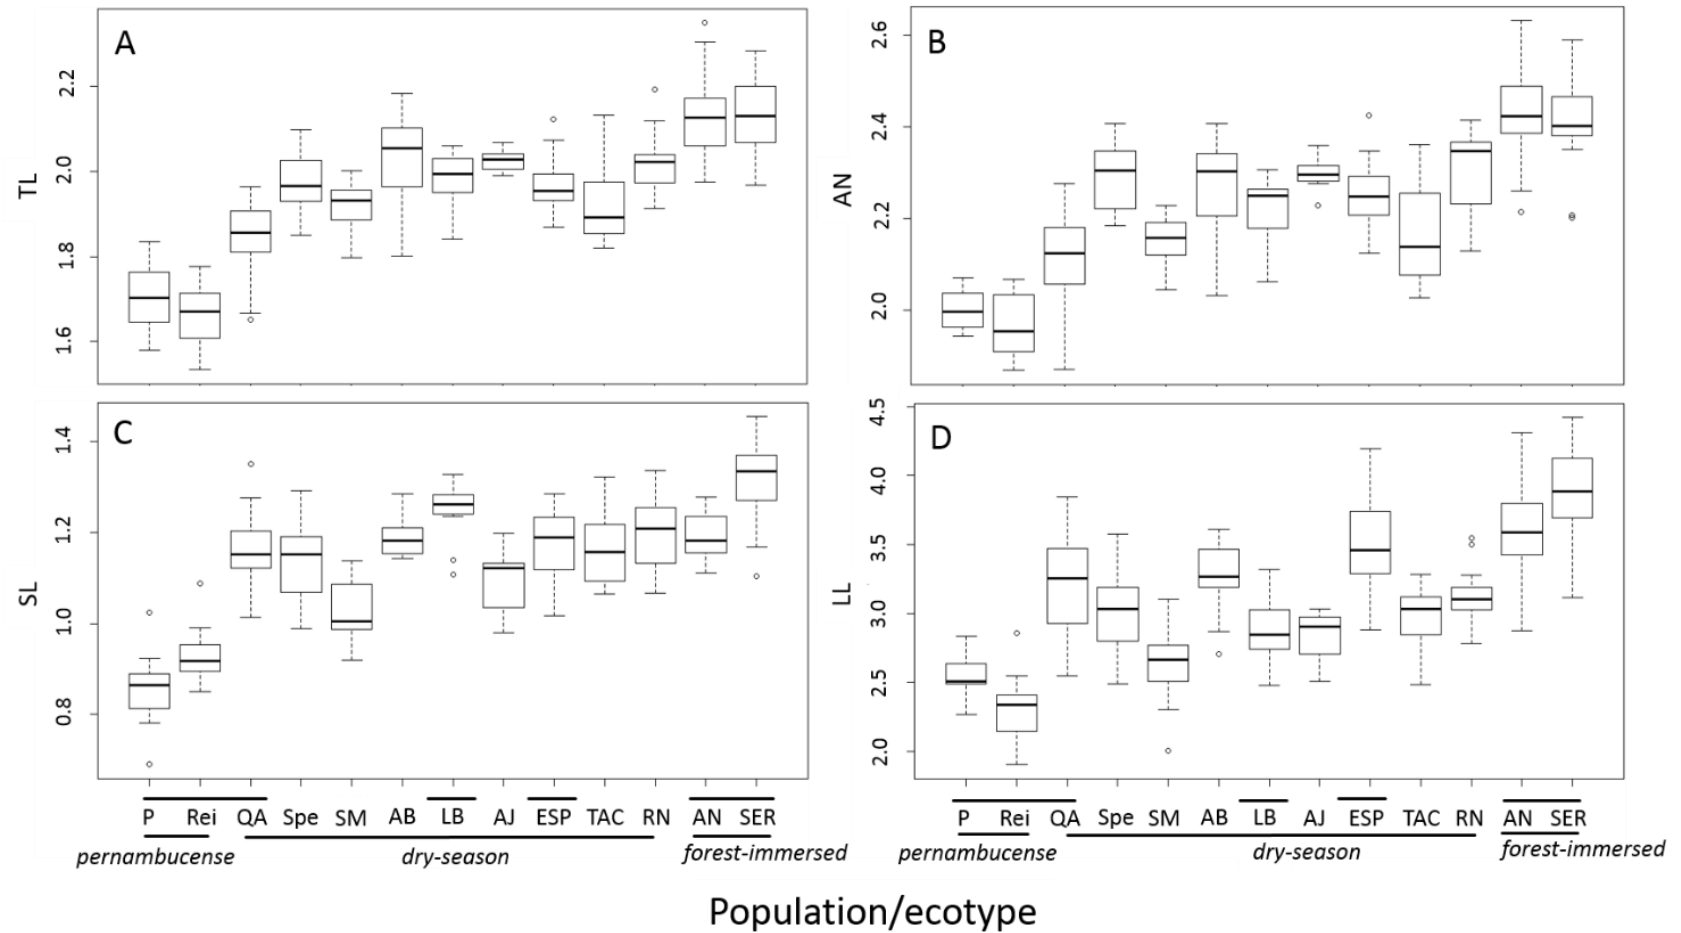 A
TL
2.2
2.0
1.8
1.6
B
AN
2.6
2.4
2.2
2.0
C
SL
1.4
1.2
1.0
0.8
D
LL
4.5
4.0
3.5
3.0
2.5
2.0
P Rei QA Spe SM AB LB AJ ESP TAC RN AN SER
pernambucense dry-season forest-immersed
P Rei QA Spe SM AB LB AJ ESP TAC RN AN SER
pernambucense dry-season forest-immersed
Population/ecotype